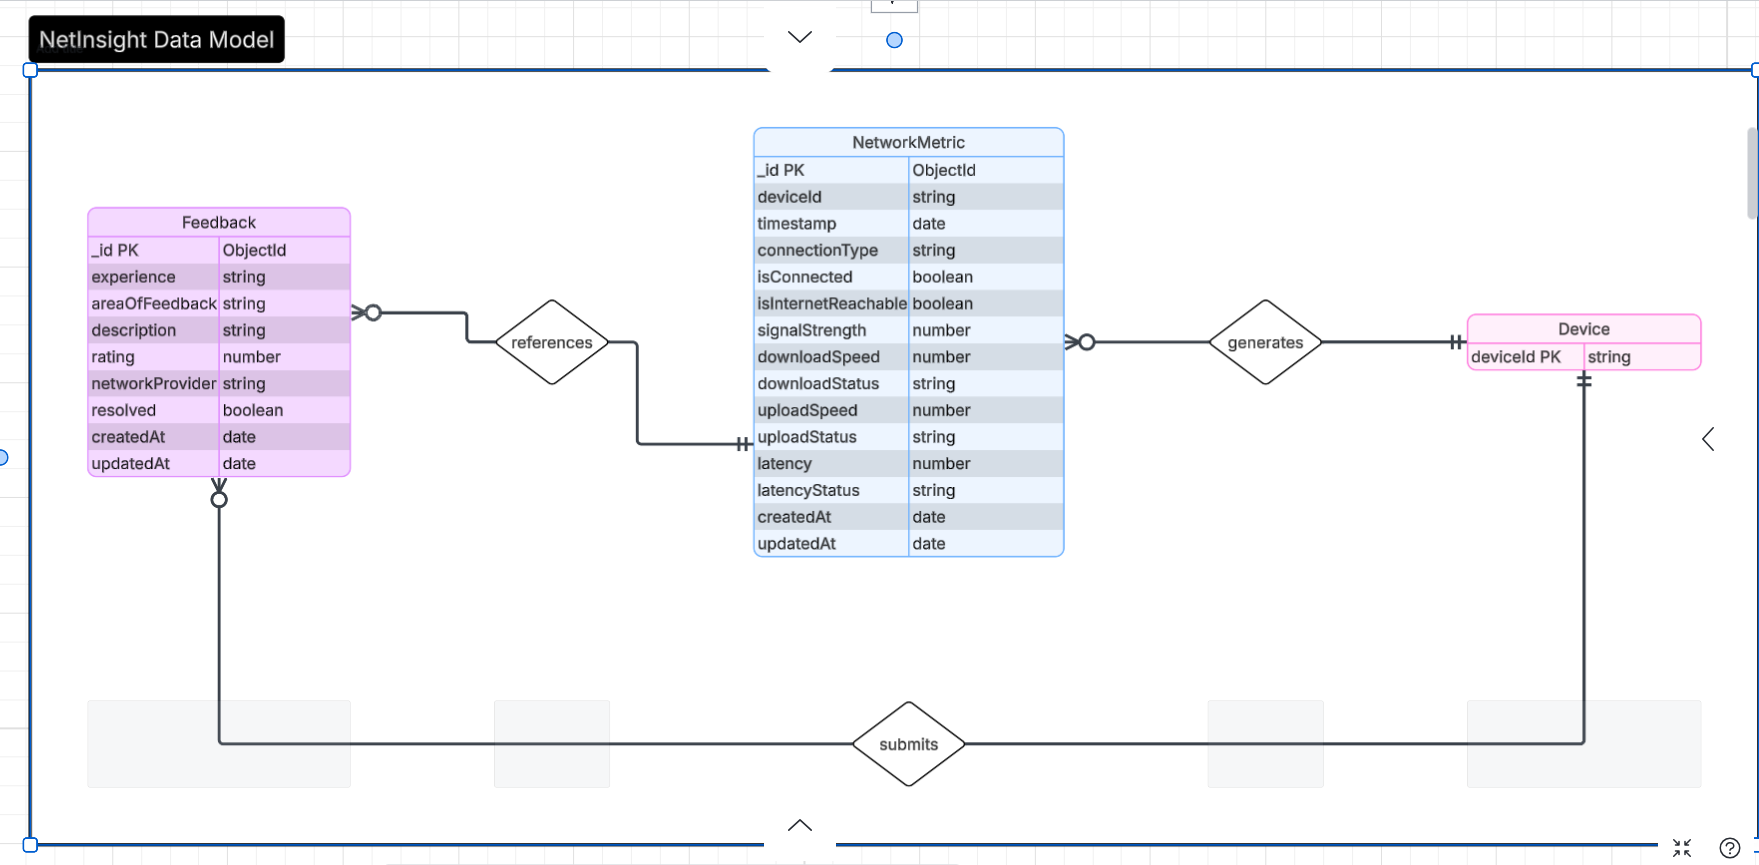 NetInsight Data Model
NetworkMetric
_id PK ObjectId
deviceId string
timestamp date
connectionType string
isConnected boolean
isInternetReachable boolean
signalStrength number
downloadSpeed number
downloadStatus string
uploadSpeed number
uploadStatus string
latency number
latencyStatus string
createdAt date
updatedAt date
Feedback
_id PK ObjectId
experience string
areaOfFeedback string
description string
rating number
networkProvider string
resolved boolean
createdAt date
updatedAt date
references
generates
Device
deviceId PK string
submits